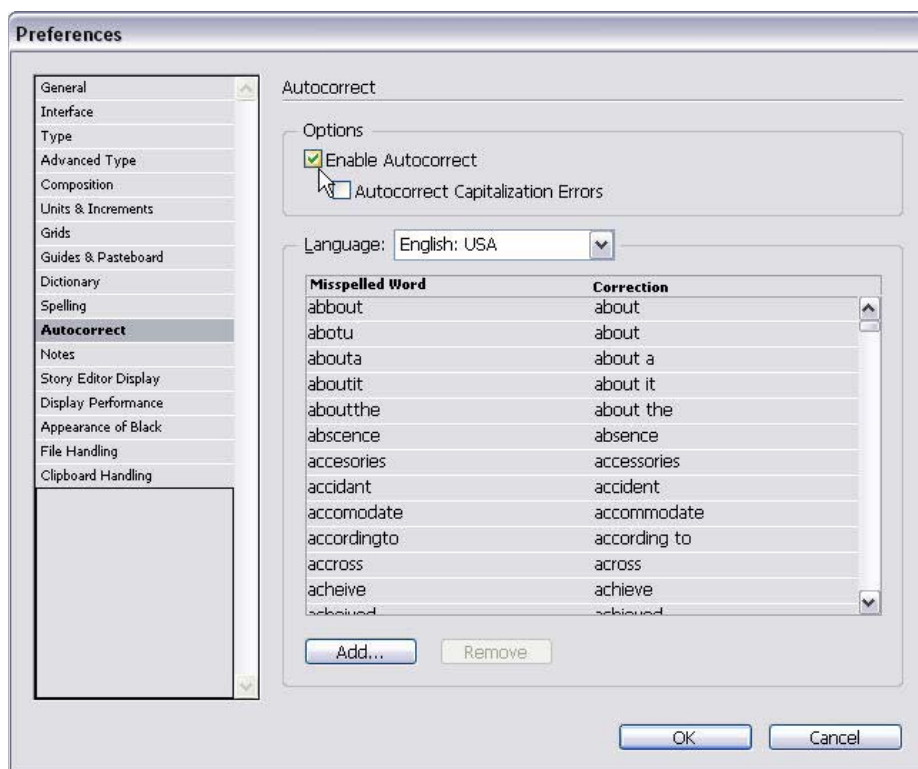 Preferences
General
Interface
Type
Advanced Type
Composition
Units & Increments
Grids
Guides & Pasteboard
Dictionary
Spelling
Autocorrect
Notes
Story Editor Display
Display Performance
Appearance of Black
File Handling
Clipboard Handling
Autocorrect
Options
Enable Autocorrect
Autocorrect Capitalization Errors
Language: English: USA
Misspelled Word Correction
abbout about
abotu about
abouta about a
aboutit about it
aboutthe about the
abscence absence
accesories accessories
accidant accident
accomodate accommodate
accordingto according to
accross across
acheive achieve
acheived achieved
Add... Remove
OK Cancel